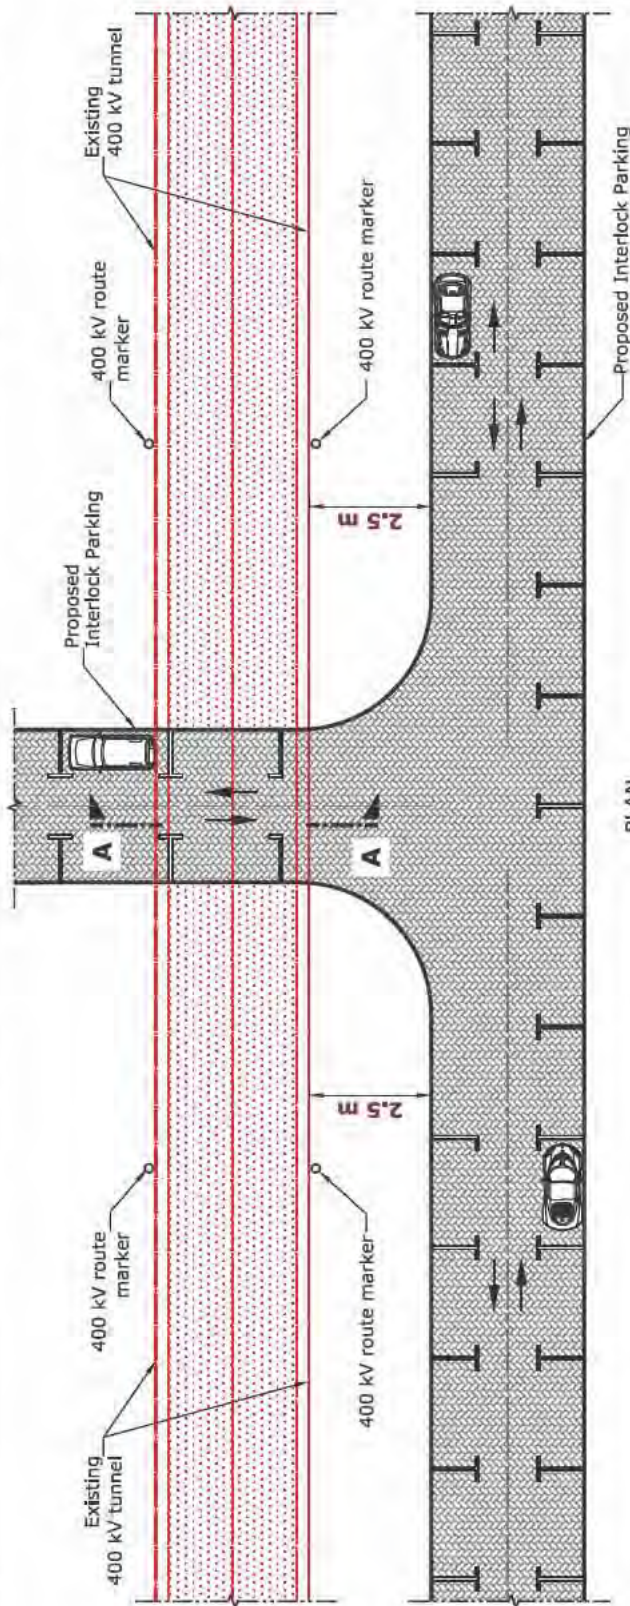 Existing
400 kV tunnel
400 kV route
marker
400 kV route marker
Proposed
Interlock Parking
A
A
2.5 m
2.5 m
400 kV route
marker
400 kV route marker
Existing
400 kV tunnel
Proposed Interlock Parking
PLAN